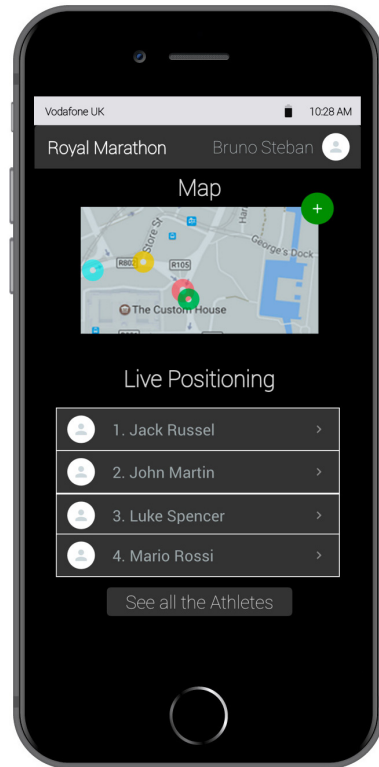 Vodafone UK 10:28 AM
Royal Marathon Bruno Steban
Map
+
Store St
George's Dock
R105
The Custom House
Live Positioning
1. Jack Russel >
2. John Martin >
3. Luke Spencer >
4. Mario Rossi >
See all the Athletes